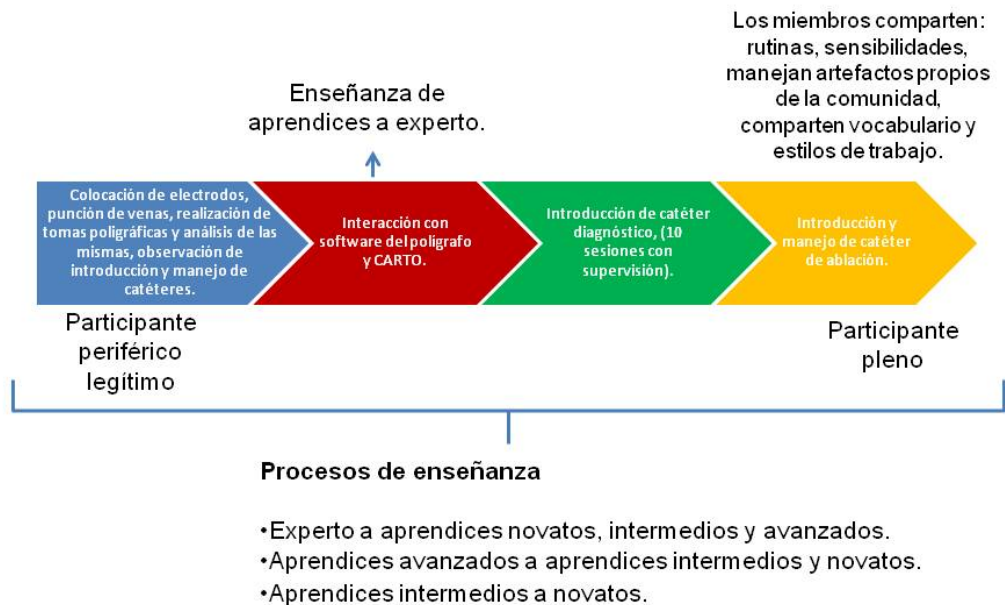 Los miembros comparten:
rutinas, sensibilidades,
manejan artefactos propios
de la comunidad,
comparten vocabulario y
estilos de trabajo.
Enseñanza de
aprendices a experto.
Colocación de electrodos,
punción de venas, realización de
tomas poligráficas y análisis de las
mismas, observación de
introducción y manejo de
catéteres.
Interacción con
software del polígrafo
y CARTO.
Introducción de catéter
diagnóstico, (10
sesiones con
supervisión).
Introducción y
manejo de catéter
de ablación.
Participante
periférico
legítimo
Participante
pleno
Procesos de enseñanza
•Experto a aprendices novatos, intermedios y avanzados.
•Aprendices avanzados a aprendices intermedios y novatos.
•Aprendices intermedios a novatos.